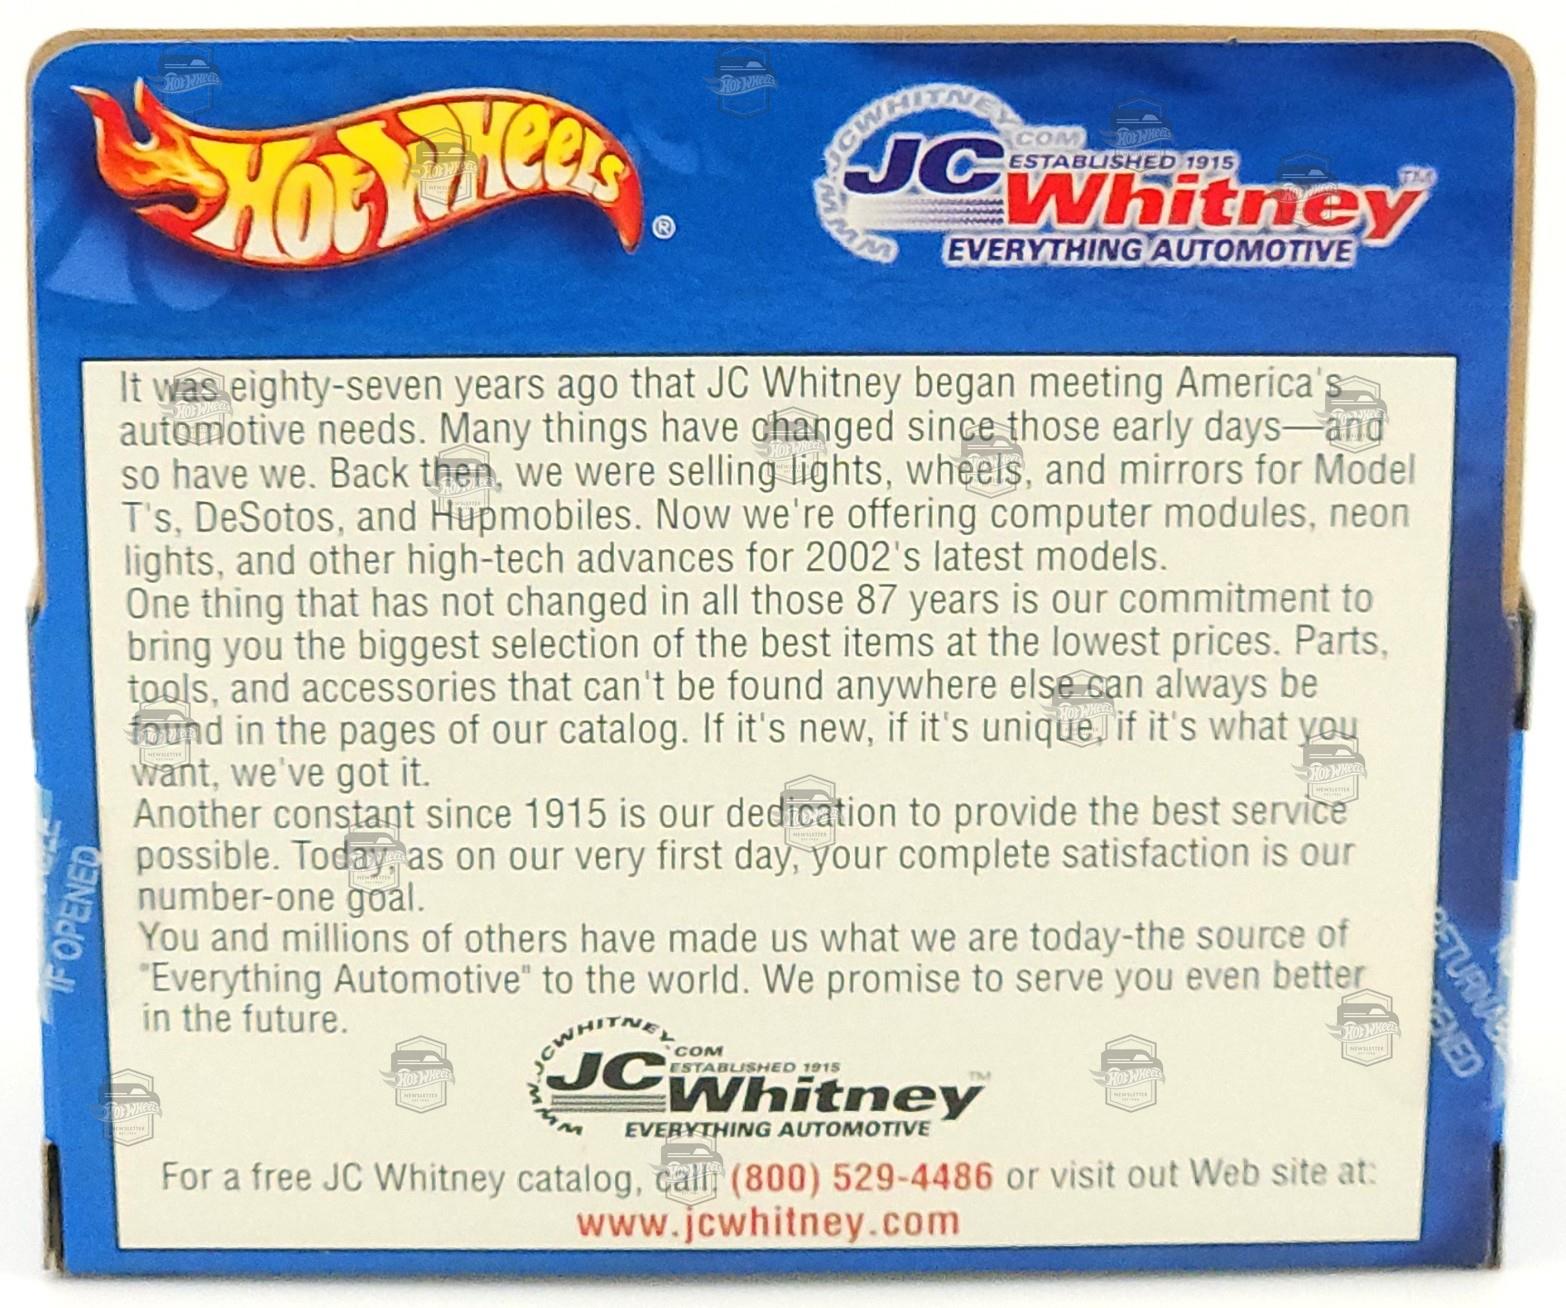 HOT WHEELS ®
WWW.JCWHITNEY.COM
JC Whitney™
ESTABLISHED 1915
EVERYTHING AUTOMOTIVE
It was eighty-seven years ago that JC Whitney began meeting America's
automotive needs. Many things have changed since those early days—and
so have we. Back then, we were selling lights, wheels, and mirrors for Model
T's, DeSotos, and Hupmobiles. Now we're offering computer modules, neon
lights, and other high-tech advances for 2002's latest models.
One thing that has not changed in all those 87 years is our commitment to
bring you the biggest selection of the best items at the lowest prices. Parts,
tools, and accessories that can't be found anywhere else can always be
found in the pages of our catalog. If it's new, if it's unique, if it's what you
want, we've got it.
Another constant since 1915 is our dedication to provide the best service
possible. Today, as on our very first day, your complete satisfaction is our
number-one goal.
You and millions of others have made us what we are today-the source of
"Everything Automotive" to the world. We promise to serve you even better
in the future.
WWW.JCWHITNEY.COM
JC Whitney™
ESTABLISHED 1915
EVERYTHING AUTOMOTIVE
For a free JC Whitney catalog, call: (800) 529-4486 or visit out Web site at:
www.jcwhitney.com
IF OPENED